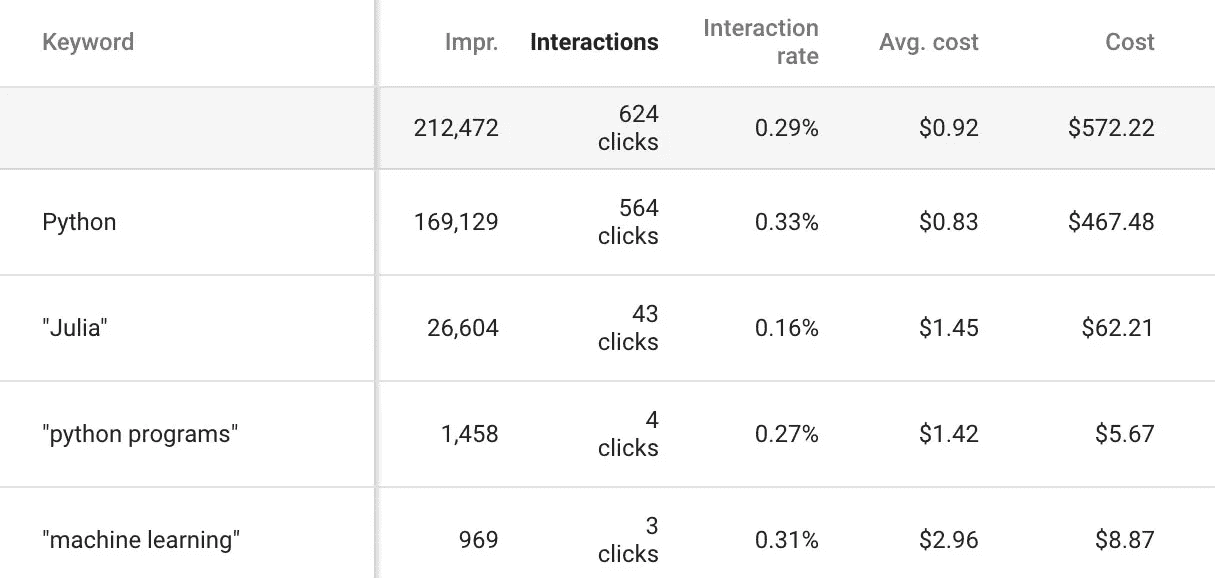 Keyword Impr. Interactions Interaction rate Avg. cost Cost
212,472 624 clicks 0.29% $0.92 $572.22
Python 169,129 564 clicks 0.33% $0.83 $467.48
"Julia" 26,604 43 clicks 0.16% $1.45 $62.21
"python programs" 1,458 4 clicks 0.27% $1.42 $5.67
"machine learning" 969 3 clicks 0.31% $2.96 $8.87